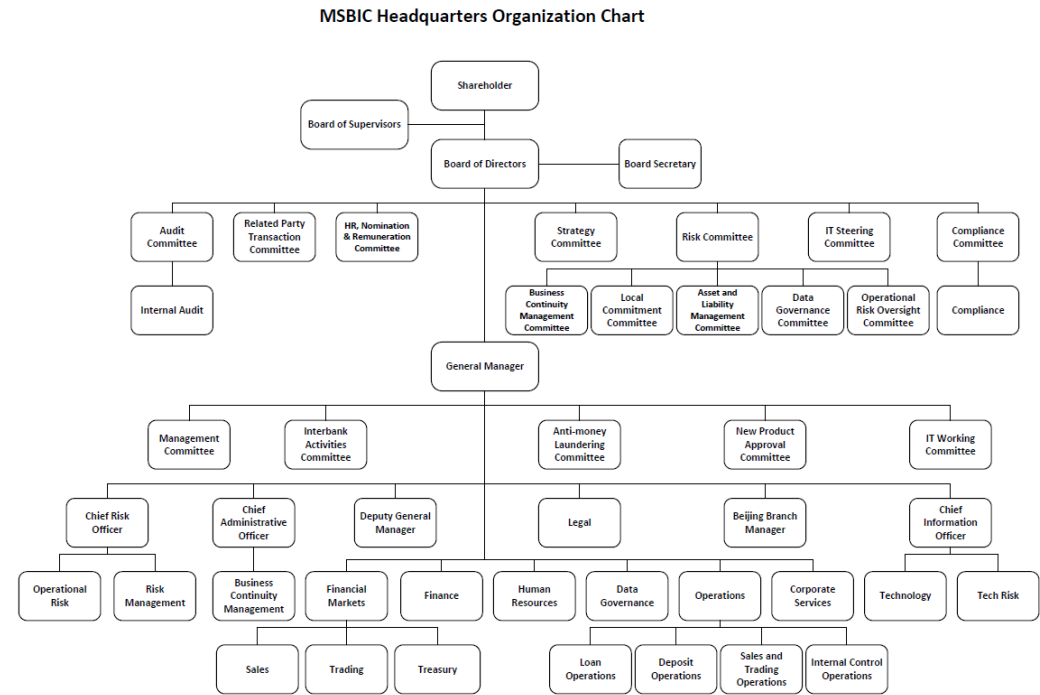 MSBIC Headquarters Organization Chart
Shareholder
Board of Supervisors
Board of Directors
Board Secretary
Audit
Committee
Related Party
Transaction
Committee
HR, Nomination
& Remuneration
Committee
Strategy
Committee
Risk Committee
IT Steering
Committee
Compliance
Committee
Internal Audit
Business
Continuity
Management
Committee
Local
Commitment
Committee
Asset and
Liability
Management
Committee
Data
Governance
Committee
Operational
Risk Oversight
Committee
Compliance
General Manager
Management
Committee
Interbank
Activities
Committee
Anti-money
Laundering
Committee
New Product
Approval
Committee
IT Working
Committee
Chief Risk
Officer
Chief
Administrative
Officer
Deputy General
Manager
Legal
Beijing Branch
Manager
Chief
Information
Officer
Operational
Risk
Risk
Management
Business
Continuity
Management
Financial
Markets
Finance
Human
Resources
Data
Governance
Operations
Corporate
Services
Technology
Tech Risk
Sales
Trading
Treasury
Loan
Operations
Deposit
Operations
Sales and
Trading
Operations
Internal Control
Operations